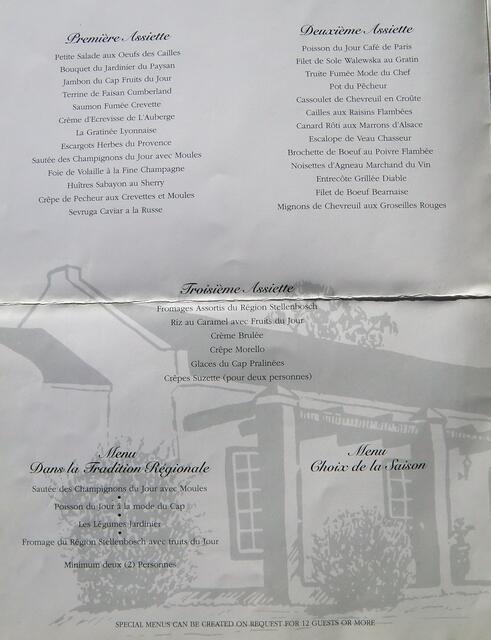 Première Assiette
Petite Salade aux Oeufs des Cailles
Bouquet du Jardinier du Paysan
Jambon du Cap Fruits du Jour
Terrine de Faisan Cumberland
Saumon Fumée Crevette
Crème d'Ecrevisse de L'Auberge
La Gratinée Lyonnaise
Escargots Herbes du Provence
Sautée des Champignons du Jour avec Moules
Foie de Volaille à la Fine Champagne
Huîtres Sabayon au Sherry
Crêpe de Pecheur aux Crevettes et Moules
Sevruga Caviar a la Russe
Deuxième Assiette
Poisson du Jour Café de Paris
Filet de Sole Walewska au Gratin
Truite Fumée Mode du Chef
Pot du Pêcheur
Cassoulet de Chevreuil en Croûte
Cailles aux Raisins Flambées
Canard Rôti aux Marrons d'Alsace
Escalope de Veau Chasseur
Brochette de Boeuf au Poivre Flambée
Noisettes d'Agneau Marchand du Vin
Entrecôte Grillée Diable
Filet de Boeuf Bearnaise
Mignons de Chevreuil aux Groseilles Rouges
Troisième Assiette
Fromages Assortis du Région Stellenbosch
Riz au Caramel avec Fruits du Jour
Crème Brulée
Crêpe Morello
Glaces du Cap Pralinées
Crêpes Suzette (pour deux personnes)
Menu
Dans la Tradition Régionale
Sautée des Champignons du Jour avec Moules
•
Poisson du Jour à la mode du Cap
•
Les Légumes Jardinier
•
Fromage du Région Stellenbosch avec fruits du Jour
Minimum deux (2) Personnes
Menu
Choix de la Saison
SPECIAL MENUS CAN BE CREATED ON REQUEST FOR 12 GUESTS OR MORE